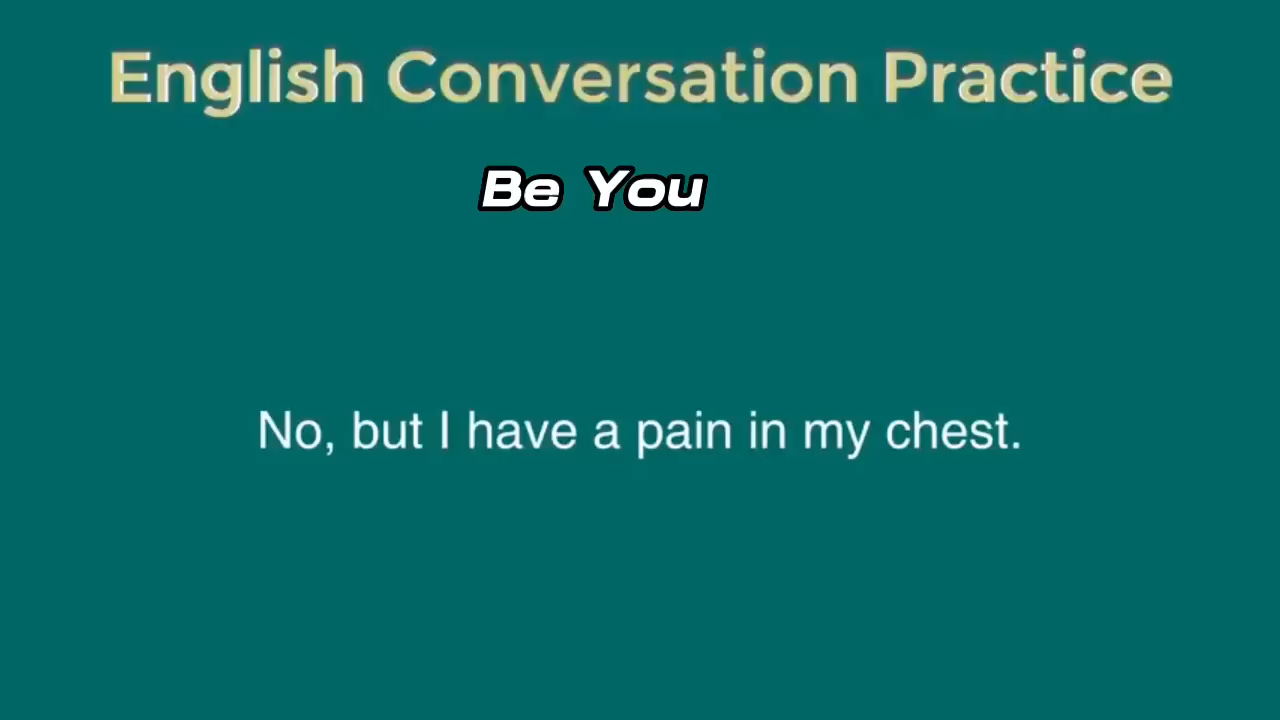 English Conversation Practice
Be You
No, but I have a pain in my chest.